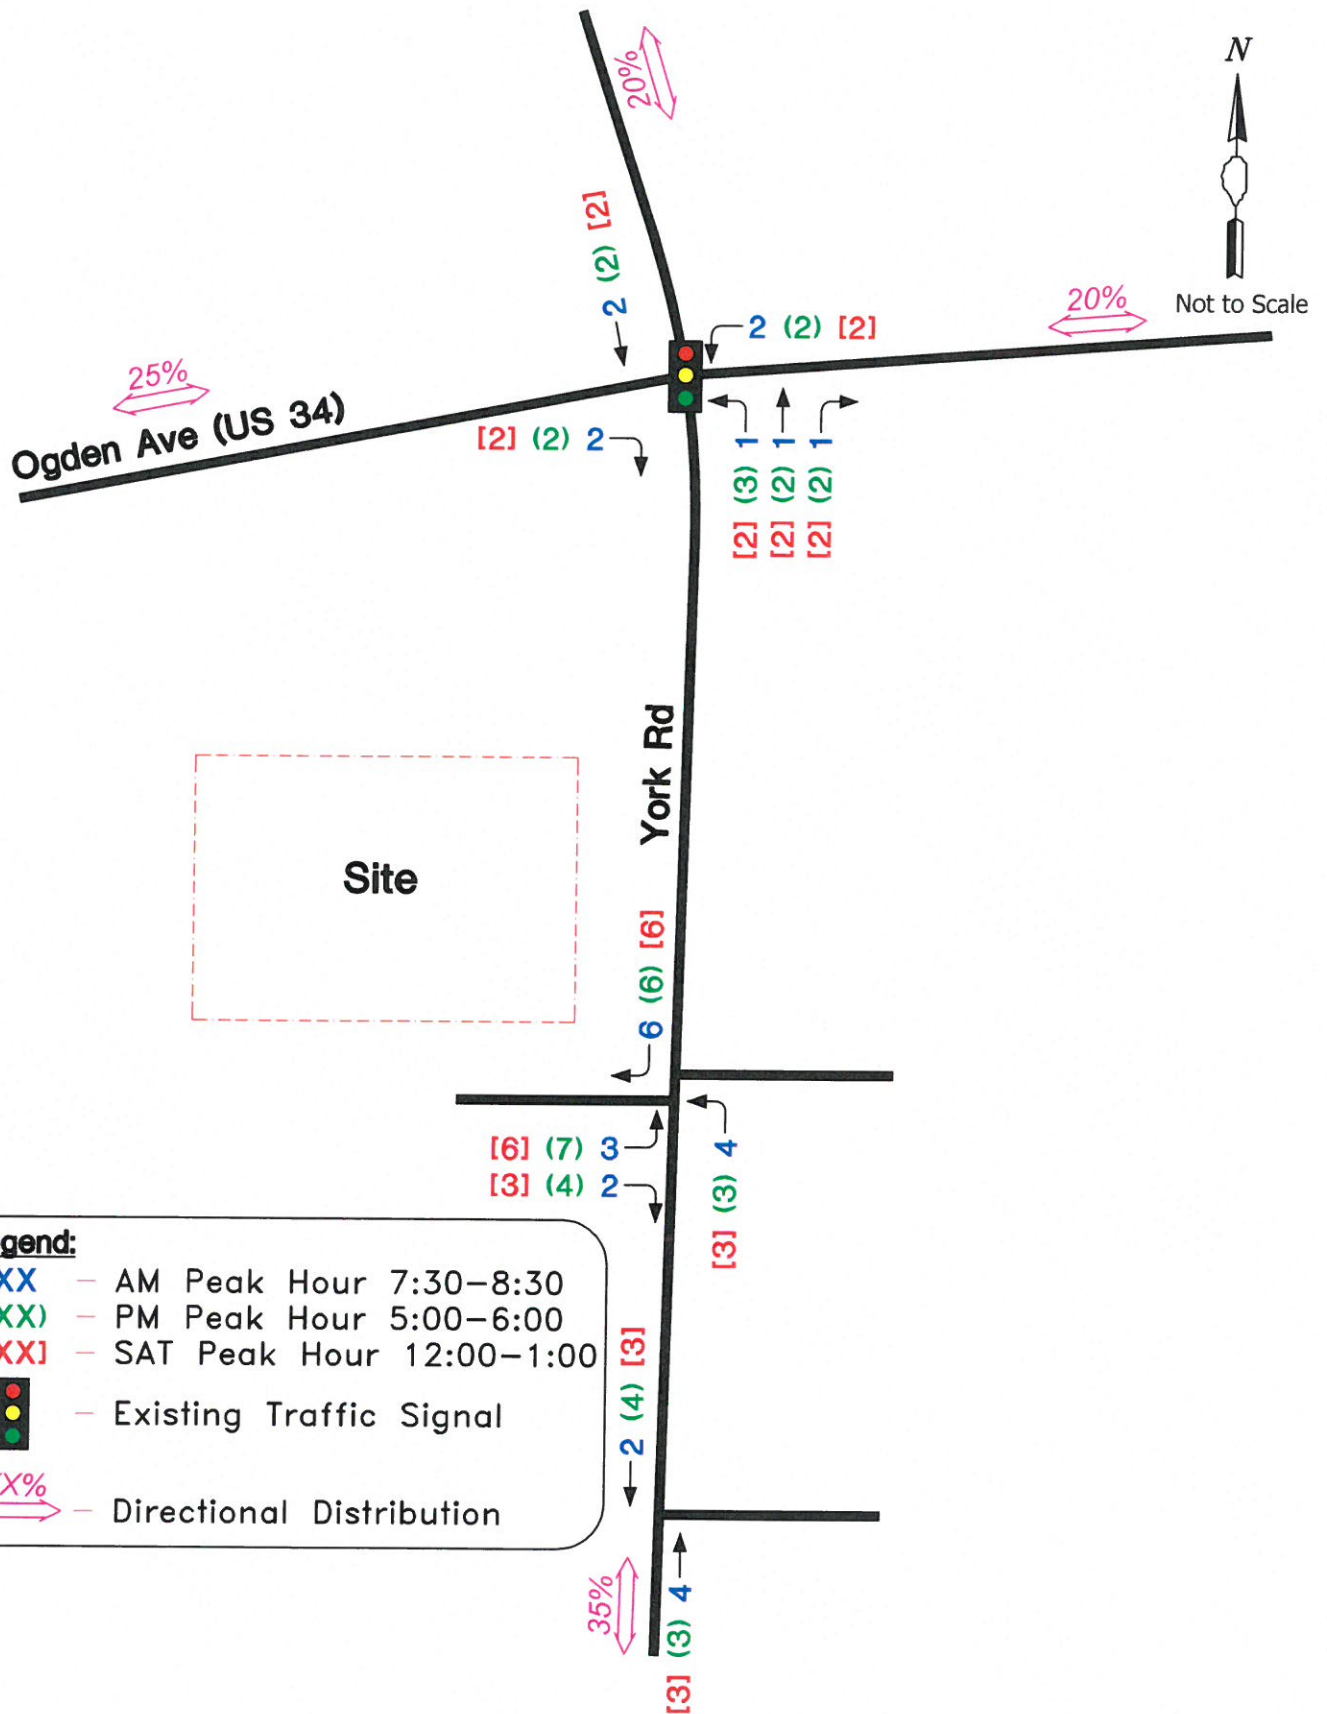 N
Not to Scale
20%
2 (2) [2]
20%
2 (2) [2]
25%
Ogden Ave (US 34)
[2] (2) 2
[2] (3) 1
[2] (2) 1
[2] (2) 1
York Rd
Site
6 (6) [6]
[6] (7) 3
[3] (4) 2
[3] (3) 4
gend:
XX – AM Peak Hour 7:30–8:30
XX) – PM Peak Hour 5:00–6:00
XX] – SAT Peak Hour 12:00–1:00
– Existing Traffic Signal
X% – Directional Distribution
2 (4) [3]
35%
[3] (3) 4